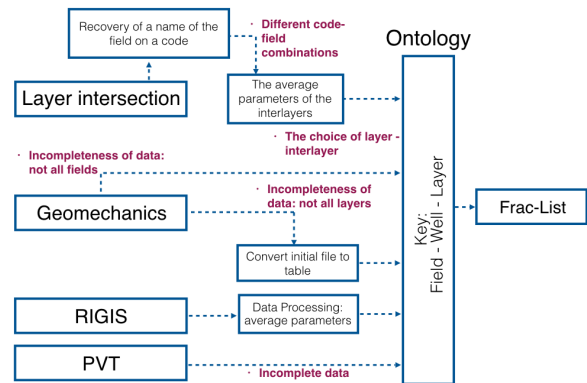 Recovery of a name of the
field on a code
· Different code-
field
combinations
Ontology
Layer intersection
The average
parameters of the
interlayers
· The choice of layer -
interlayer
· Incompleteness of data:
not all fields
· Incompleteness of
data: not all layers
Geomechanics
Key:
Field - Well - Layer
Frac-List
Convert initial file to
table
RIGIS
Data Processing:
average parameters
PVT
· Incomplete data